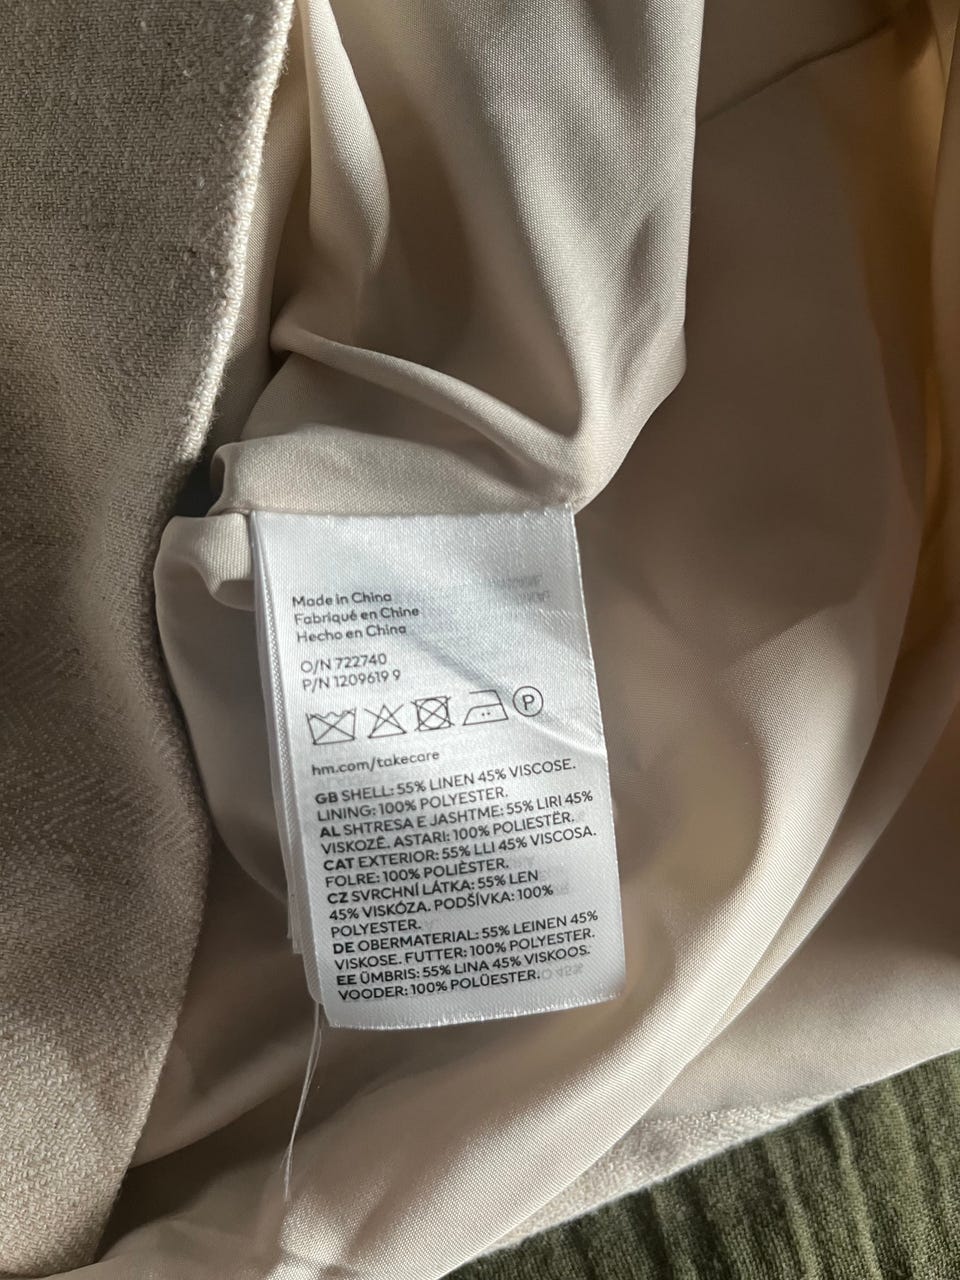 Made in China
Fabriqué en Chine
Hecho en China
O/N 722740
P/N 1209619 9
P
hm.com/takecare
GB SHELL: 55% LINEN 45% VISCOSE.
LINING: 100% POLYESTER.
AL SHTRESA E JASHTME: 55% LIRI 45%
VISKOZË. ASTARI: 100% POLIESTËR.
CAT EXTERIOR: 55% LLI 45% VISCOSA.
FOLRE: 100% POLIÈSTER.
CZ SVRCHNÍ LÁTKA: 55% LEN
45% VISKÓZA. PODŠÍVKA: 100%
POLYESTER.
DE OBERMATERIAL: 55% LEINEN 45%
VISKOSE. FUTTER: 100% POLYESTER.
EE ÜMBRIS: 55% LINA 45% VISKOOS.
VOODER: 100% POLÜESTER.